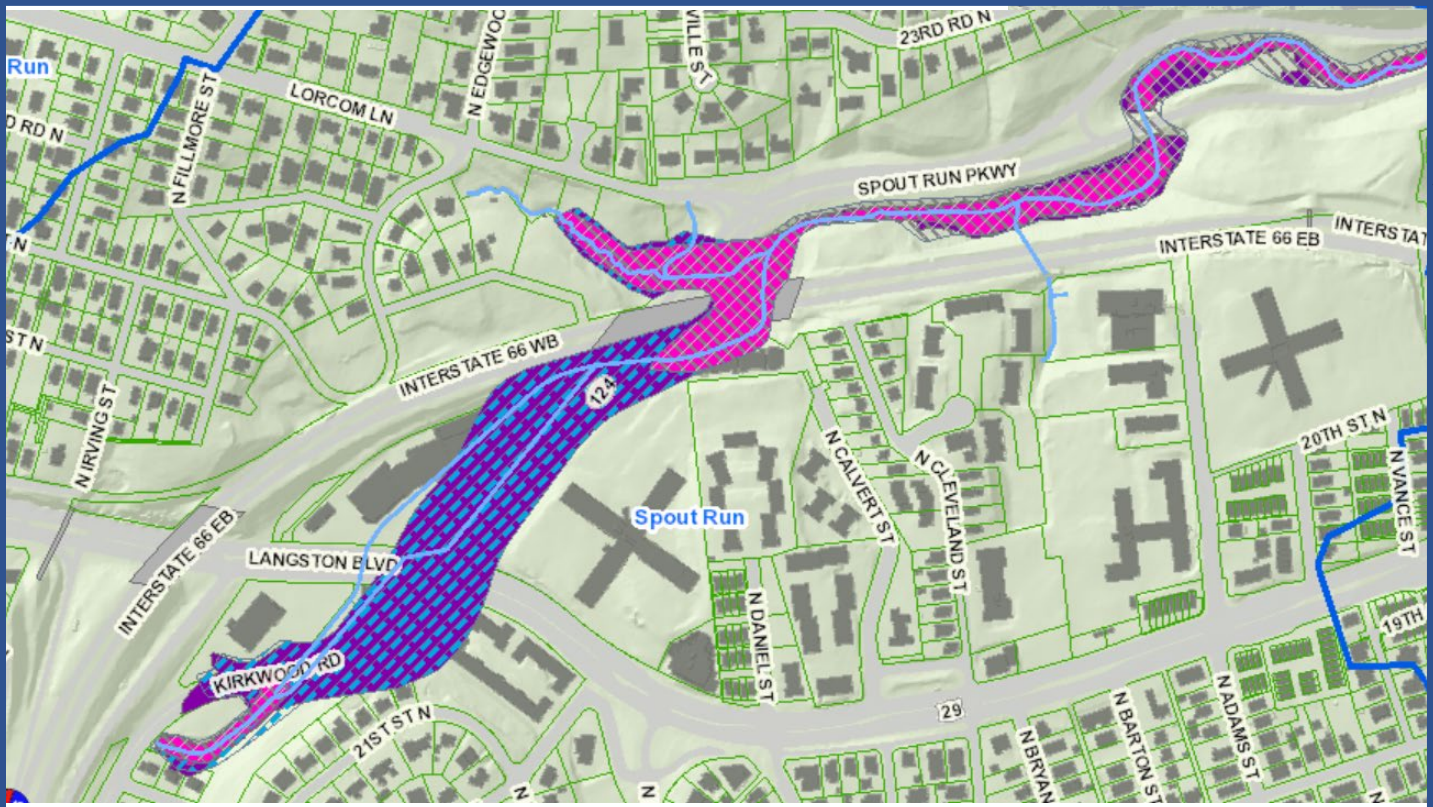 23RD RD N
VILLE ST
N EDGEWOO
Run
LORCOM LN
D RD N
N FILLMORE ST
SPOUT RUN PKWY
N
INTERSTATE 66 EB
INTERSTAT
ST N
INTERSTATE 66 WB
124
N IRVING ST
20TH ST N
N VANCE ST
N CALVERT ST
N CLEVELAND ST
Spout Run
INTERSTATE 66 EB
LANGSTON BLVD
N DANIEL ST
19TH
KIRKWOOD RD
21ST ST N
29
N ADAMS ST
N BARTON ST
N BRYAN
N
N
N